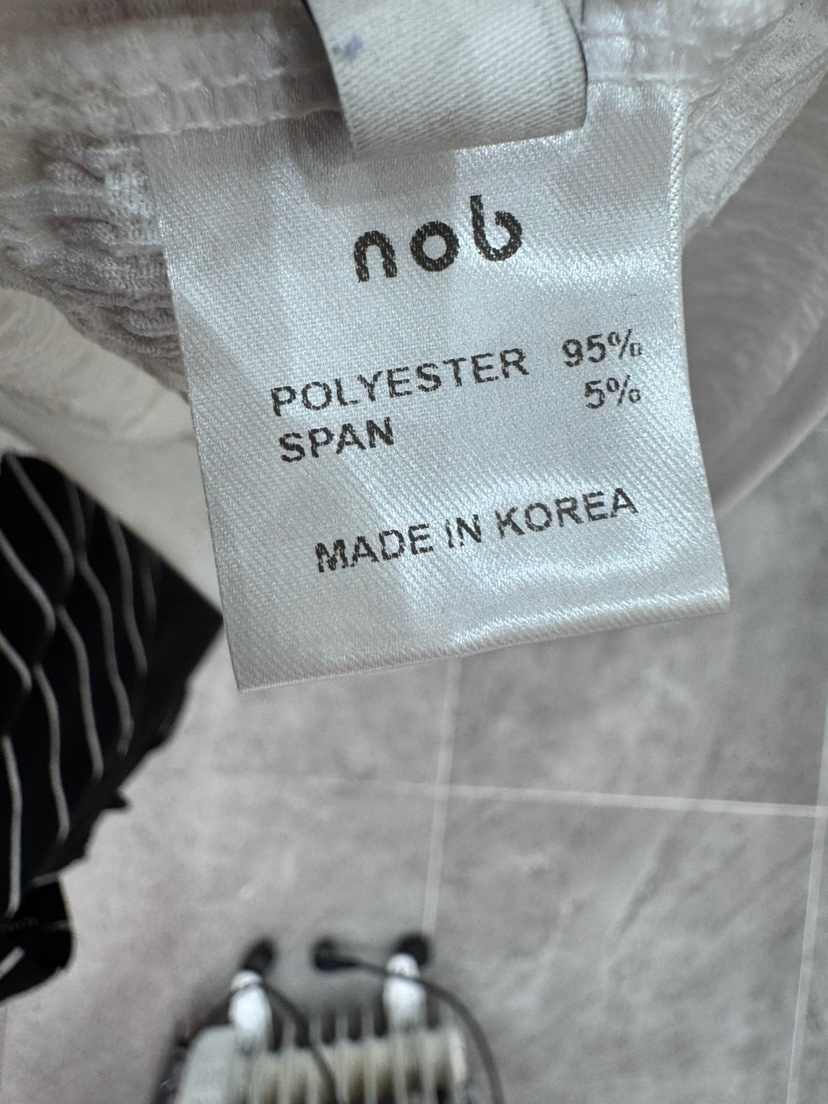 nob
POLYESTER 95%
SPAN 5%
MADE IN KOREA